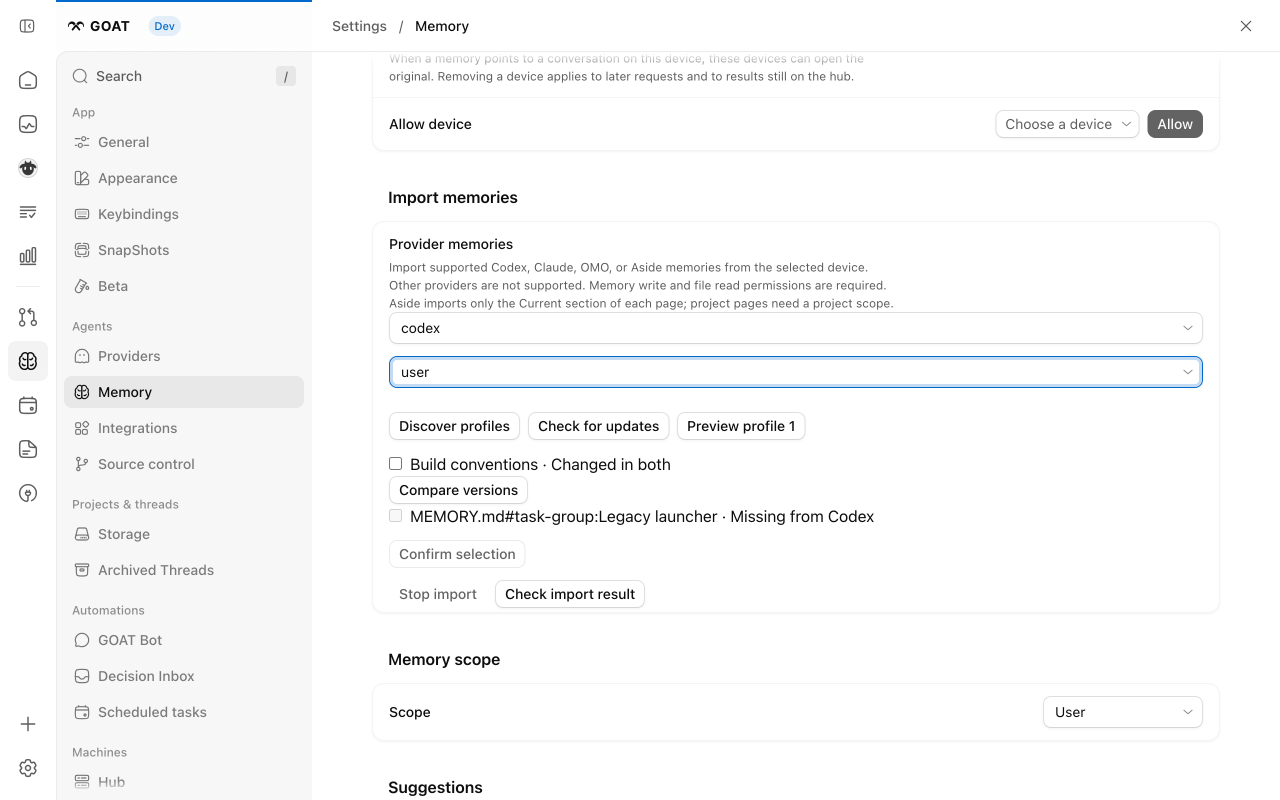 GOAT Dev
Settings / Memory
Search /
App
General
Appearance
Keybindings
SnapShots
Beta
Agents
Providers
Memory
Integrations
Source control
Projects & threads
Storage
Archived Threads
Automations
GOAT Bot
Decision Inbox
Scheduled tasks
Machines
Hub
When a memory points to a conversation on this device, these devices can open the
original. Removing a device applies to later requests and to results still on the hub.
Allow device Choose a device Allow
Import memories
Provider memories
Import supported Codex, Claude, OMO, or Aside memories from the selected device.
Other providers are not supported. Memory write and file read permissions are required.
Aside imports only the Current section of each page; project pages need a project scope.
codex
user
Discover profiles Check for updates Preview profile 1
Build conventions · Changed in both
Compare versions
MEMORY.md#task-group:Legacy launcher · Missing from Codex
Confirm selection
Stop import Check import result
Memory scope
Scope User
Suggestions